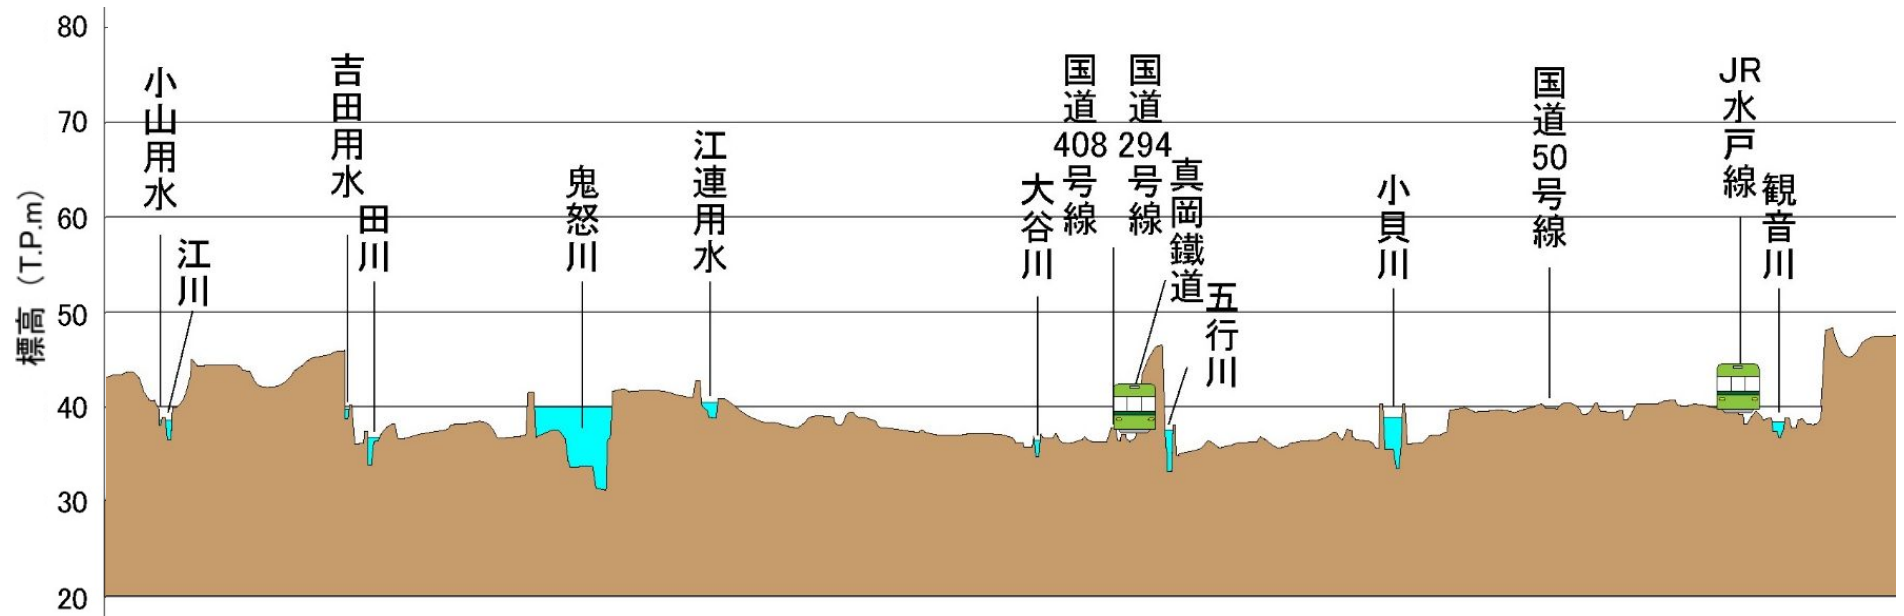 80
70
60
50
40
30
20
標高 (T.P.m)
小山用水
江川
吉田用水
田川
鬼怒川
江連用水
大谷川
国道408号線
国道294号線
真岡鐵道
五行川
小貝川
国道50号線
JR水戸線
観音川